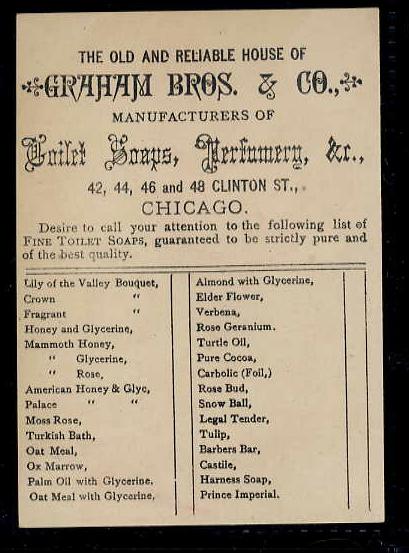 THE OLD AND RELIABLE HOUSE OF
GRAHAM BROS. & CO.,
MANUFACTURERS OF
Toilet Soaps, Perfumery, &c.,
42, 44, 46 and 48 CLINTON ST.,
CHICAGO.
Desire to call your attention to the following list of
FINE TOILET SOAPS, guaranteed to be strictly pure and
of the best quality.
Lily of the Valley Bouquet,
Crown "
Fragrant "
Honey and Glycerine,
Mammoth Honey,
" Glycerine,
" Rose,
American Honey & Glyc,
Palace " "
Moss Rose,
Turkish Bath,
Oat Meal,
Ox Marrow,
Palm Oil with Glycerine.
Oat Meal with Glycerine,
Almond with Glycerine,
Elder Flower,
Verbena,
Rose Geranium.
Turtle Oil,
Pure Cocoa,
Carbolic (Foil,)
Rose Bud,
Snow Ball,
Legal Tender,
Tulip,
Barbers Bar,
Castile,
Harness Soap,
Prince Imperial.